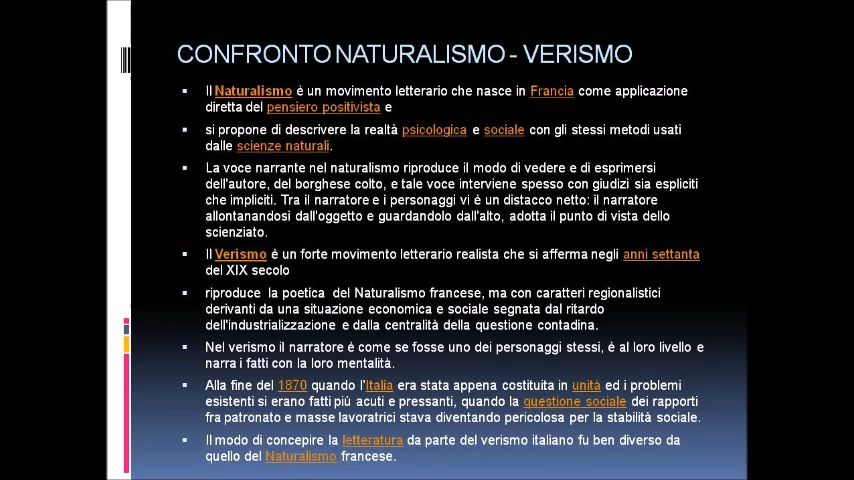 CONFRONTO NATURALISMO - VERISMO
Il Naturalismo è un movimento letterario che nasce in Francia come applicazione
diretta del pensiero positivista e
si propone di descrivere la realtà psicologica e sociale con gli stessi metodi usati
dalle scienze naturali.
La voce narrante nel naturalismo riproduce il modo di vedere e di esprimersi
dell'autore, del borghese colto, e tale voce interviene spesso con giudizi sia espliciti
che impliciti. Tra il narratore e i personaggi vi è un distacco netto: il narratore
allontanandosi dall'oggetto e guardandolo dall'alto, adotta il punto di vista dello
scienziato.
Il Verismo è un forte movimento letterario realista che si afferma negli anni settanta
del XIX secolo
riproduce la poetica del Naturalismo francese, ma con caratteri regionalistici
derivanti da una situazione economica e sociale segnata dal ritardo
dell'industrializzazione e dalla centralità della questione contadina.
Nel verismo il narratore è come se fosse uno dei personaggi stessi, è al loro livello e
narra i fatti con la loro mentalità.
Alla fine del 1870 quando l'Italia era stata appena costituita in unità ed i problemi
esistenti si erano fatti più acuti e pressanti, quando la questione sociale dei rapporti
fra patronato e masse lavoratrici stava diventando pericolosa per la stabilità sociale.
Il modo di concepire la letteratura da parte del verismo italiano fu ben diverso da
quello del Naturalismo francese.